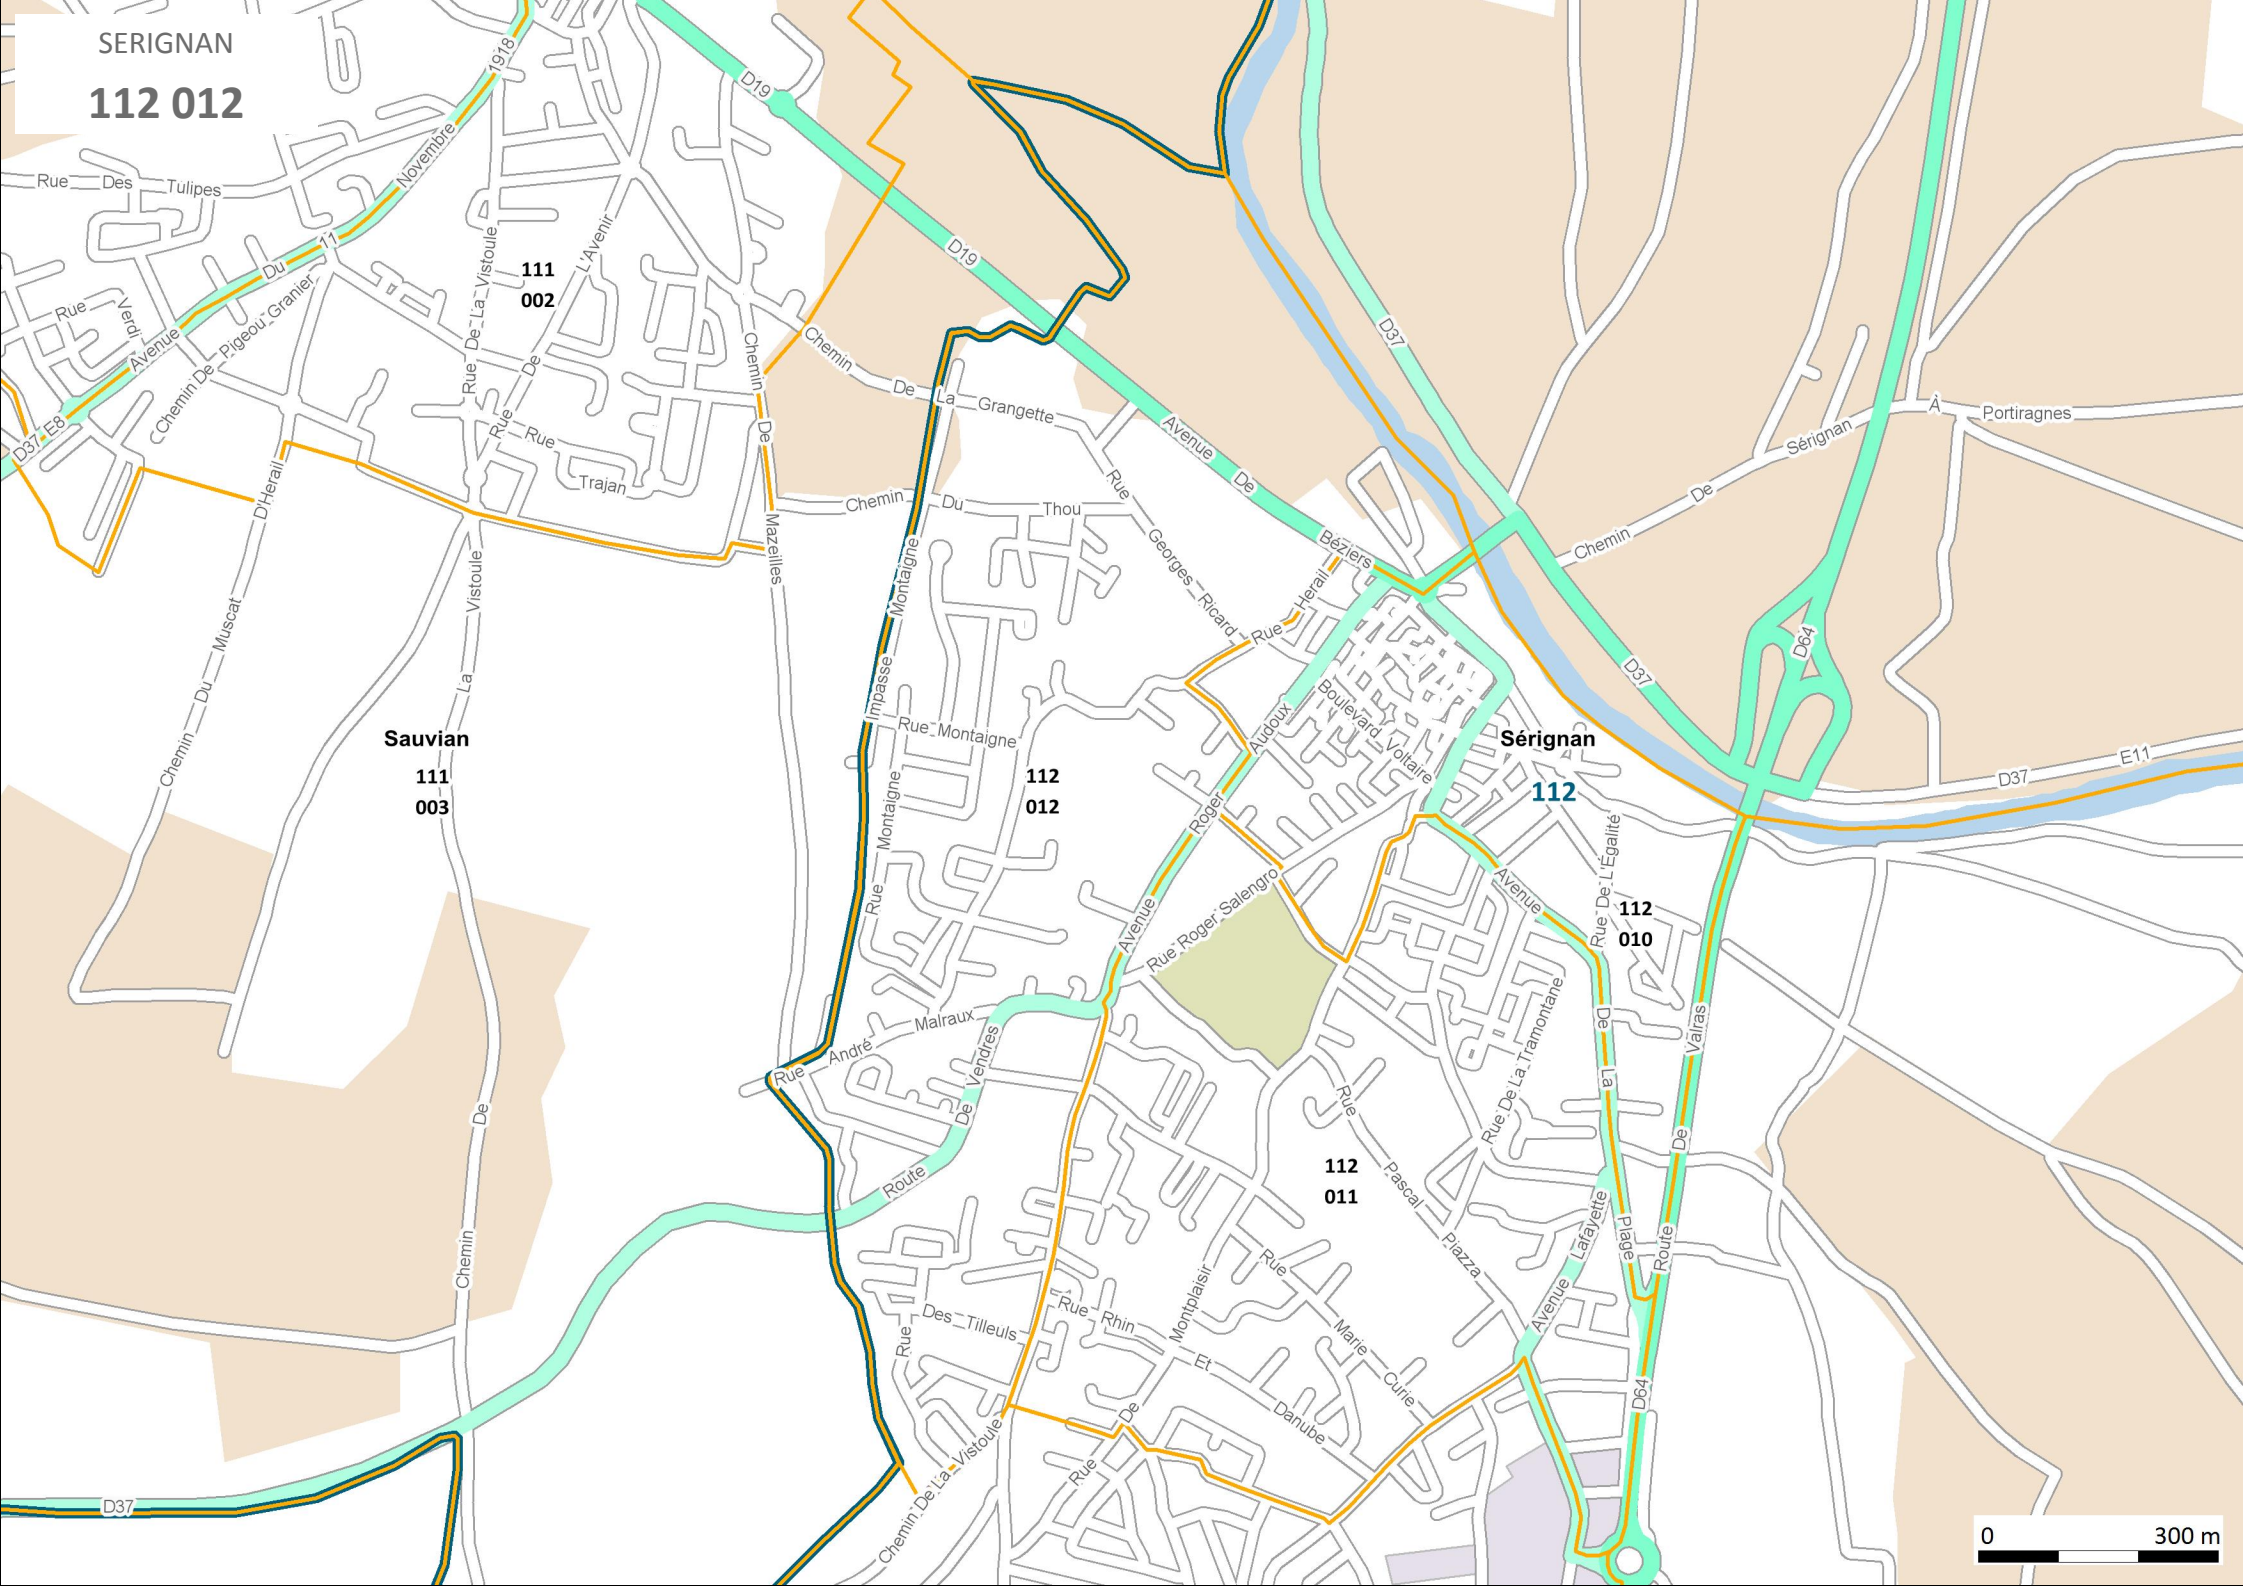 SERIGNAN
112 012
1918
Novembre
11
Du
Avenue
D37 E8
Rue Des Tulipes
Rue
Verdi
Chemin De Pigeou Granier
Rue De La Vistoule
Rue De L'Avenir
111
002
D19
D19
Chemin De Mazeilles
Chemin De La Grangette
Rue Trajan
Chemin Du Thou
D'Herail
Chemin Du Muscat
Sauvian
111
003
Chemin De La Vistoule
Impasse Montaigne
Rue Montaigne
Rue Montaigne
112
012
Avenue De Béziers
Rue Georges Ricard
Rue Herail
Avenue Roger Audoux
Boulevard Voltaire
Sérignan
112
D37
D37
Chemin De Sérignan À Portiragnes
D64
D37 E11
Rue De L'Égalité
112
010
Rue Roger Salengro
Avenue De La Plage
Rue De La Tramontane
Route De Valras
D64
Rue André Malraux
Route De Vendres
112
011
Rue Pascal Piazza
Avenue Lafayette
Rue Des Tilleuls
Rue Rhin Et Danube
Rue De Montplaisir
Rue Marie Curie
Chemin De La Vistoule
D37
0 300 m